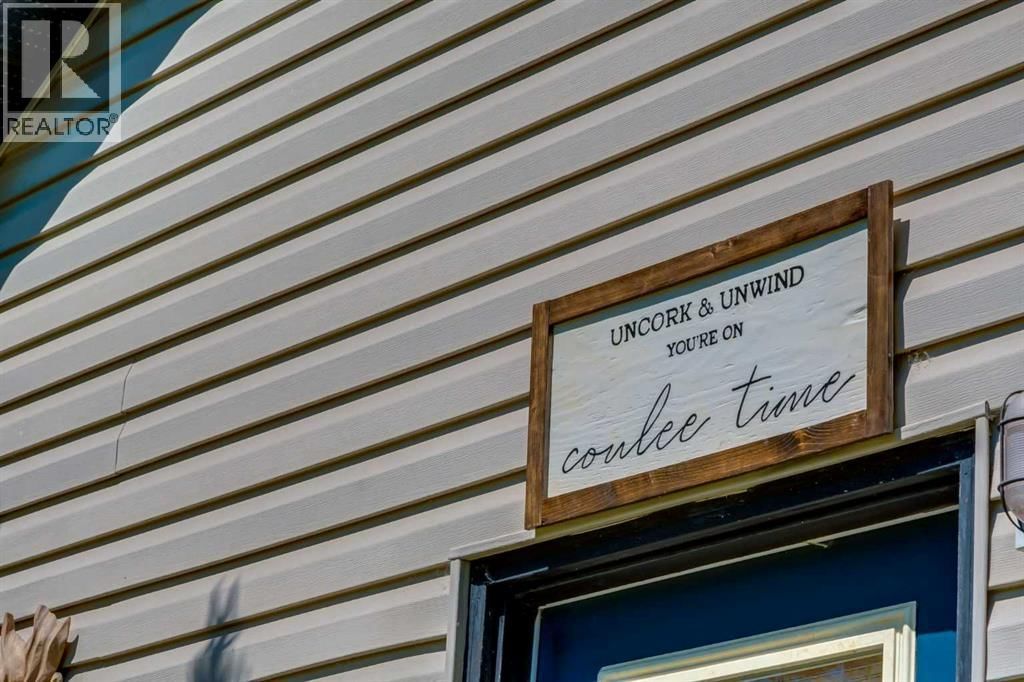 R
REALTOR®
UNCORK & UNWIND
YOU'RE ON
coulee time